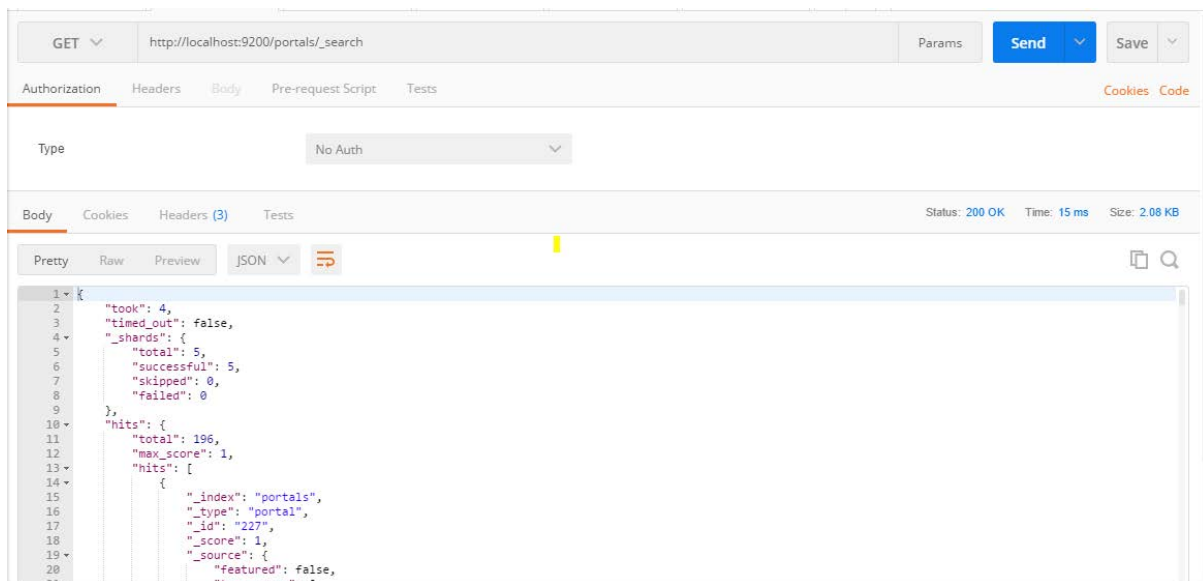 GET http://localhost:9200/portals/_search Params Send Save
Authorization Headers Body Pre-request Script Tests Cookies Code
Type No Auth
Body Cookies Headers (3) Tests Status: 200 OK Time: 15 ms Size: 2.08 KB
Pretty Raw Preview JSON
1 {
2 "took": 4,
3 "timed_out": false,
4 "_shards": {
5 "total": 5,
6 "successful": 5,
7 "skipped": 0,
8 "failed": 0
9 },
10 "hits": {
11 "total": 196,
12 "max_score": 1,
13 "hits": [
14 {
15 "_index": "portals",
16 "_type": "portal",
17 "_id": "227",
18 "_score": 1,
19 "_source": {
20 "featured": false,